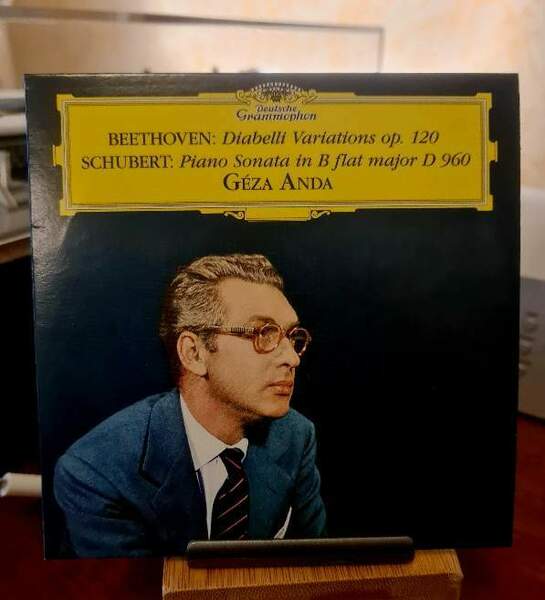 Deutsche
Grammophon
BEETHOVEN: Diabelli Variations op. 120
SCHUBERT: Piano Sonata in B flat major D 960
GÉZA ANDA